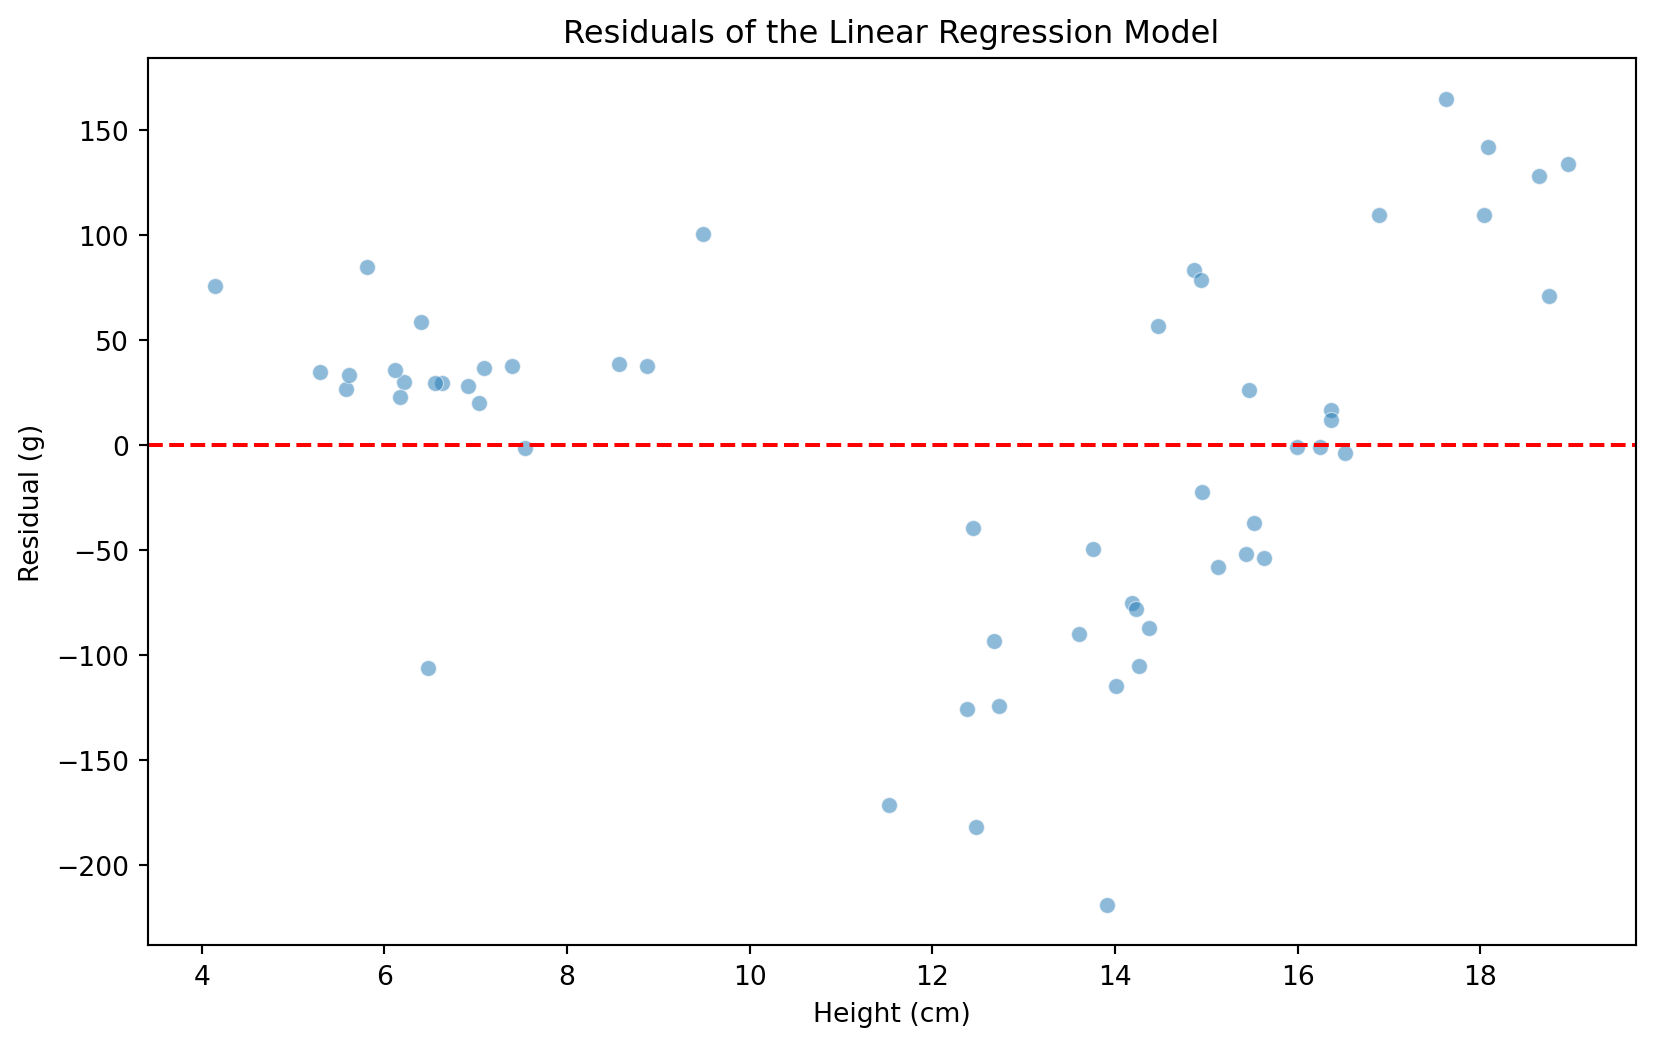 Residuals of the Linear Regression Model
150
100
50
0
−50
−100
−150
−200
Residual (g)
4 6 8 10 12 14 16 18
Height (cm)